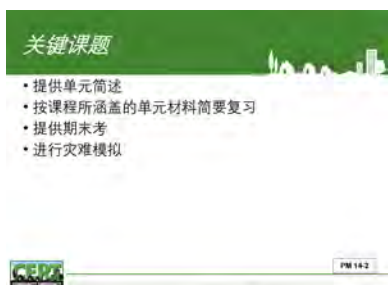 关键课题
• 提供单元简述
• 按课程所涵盖的单元材料简要复习
• 提供期末考
• 进行灾难模拟
CERT
PM 14-2